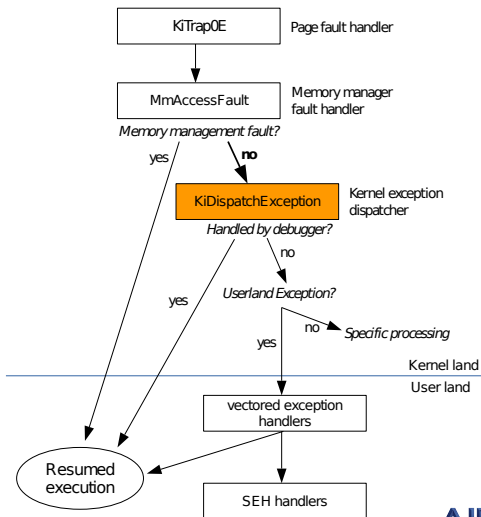 KiTrap0E
Page fault handler
MmAccessFault
Memory manager
fault handler
Memory management fault?
yes
no
KiDispatchException
Kernel exception
dispatcher
Handled by debugger?
no
yes
Userland Exception?
no
Specific processing
yes
Kernel land
User land
vectored exception
handlers
Resumed
execution
SEH handlers